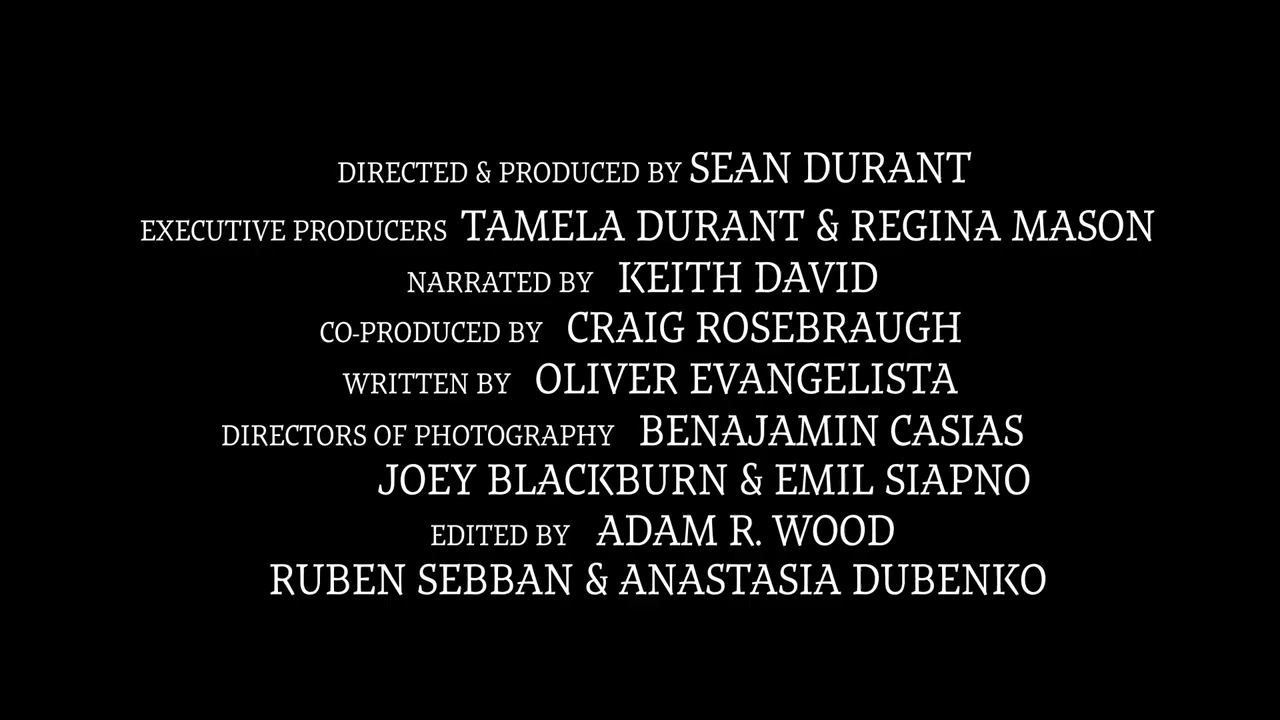 DIRECTED & PRODUCED BY SEAN DURANT
EXECUTIVE PRODUCERS TAMELA DURANT & REGINA MASON
NARRATED BY KEITH DAVID
CO-PRODUCED BY CRAIG ROSEBRAUGH
WRITTEN BY OLIVER EVANGELISTA
DIRECTORS OF PHOTOGRAPHY BENAJAMIN CASIAS
JOEY BLACKBURN & EMIL SIAPNO
EDITED BY ADAM R. WOOD
RUBEN SEBBAN & ANASTASIA DUBENKO